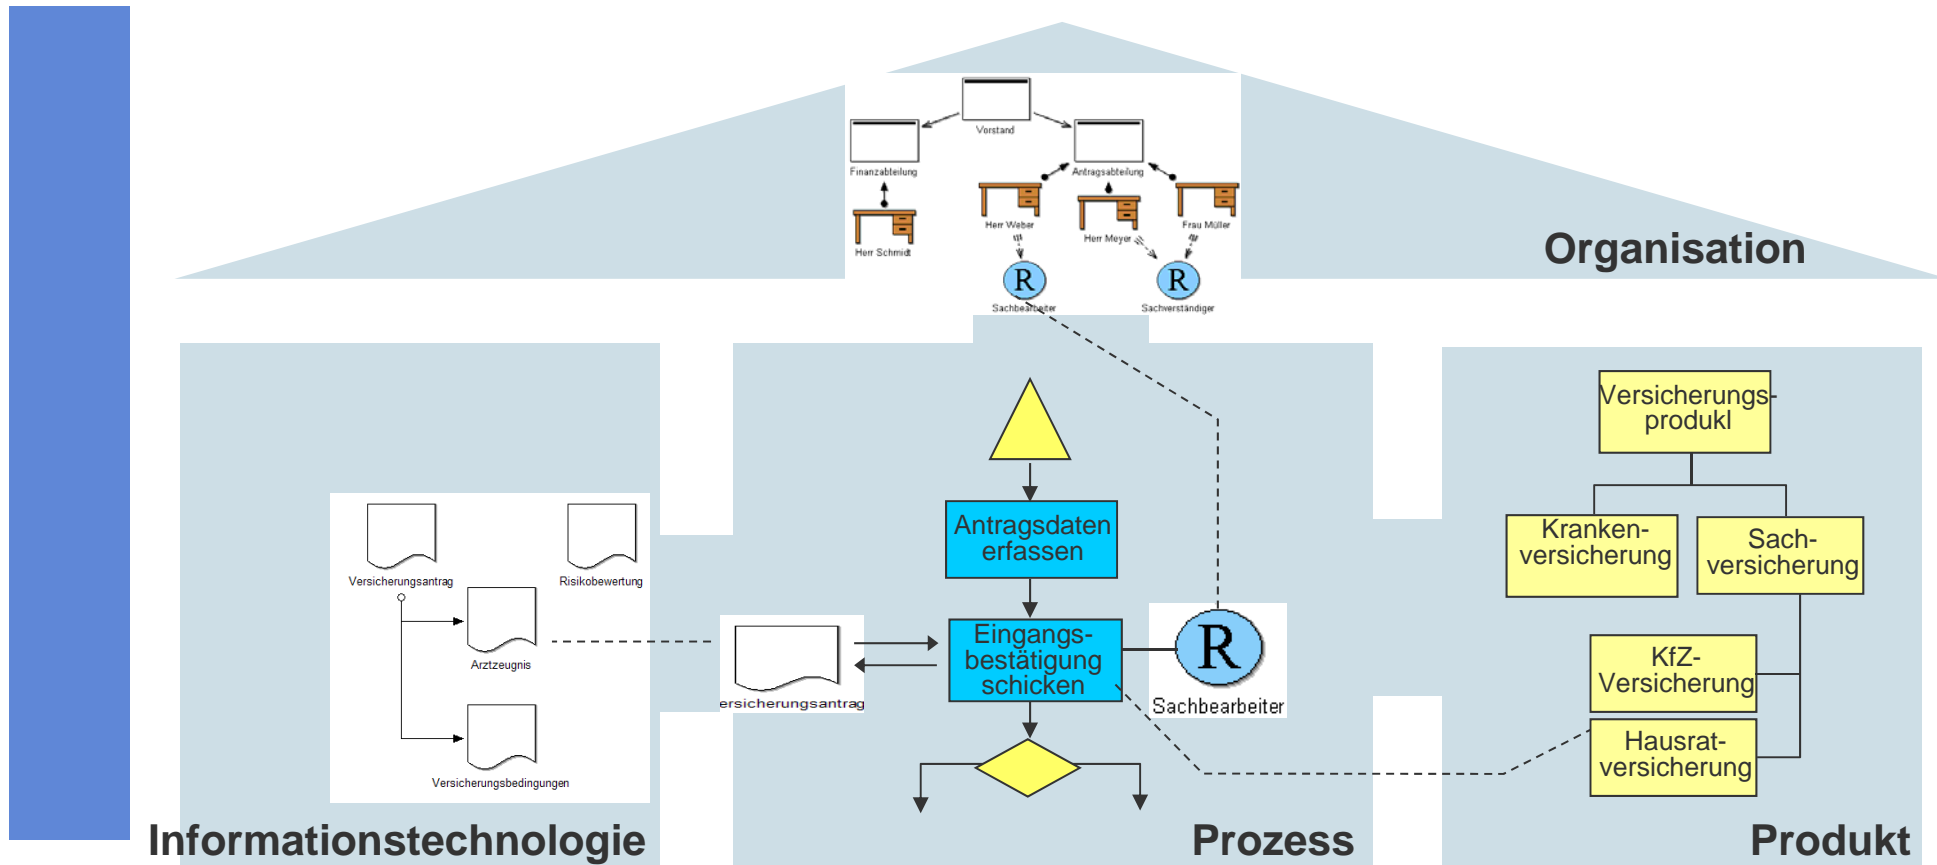 Vorstand
Finanzabteilung
Antragsabteilung
Herr Schmidt
Herr Weber
Herr Meyer
Frau Müller
R
Sachbearbeiter
R
Sachverständiger
Organisation
Versicherungsantrag
Risikobewertung
Arztzeugnis
Versicherungsbedingungen
Informationstechnologie
Antragsdaten
erfassen
Eingangs-
bestätigung
schicken
ersicherungsantrag
R
Sachbearbeiter
Prozess
Versicherungs-
produkl
Kranken-
versicherung
Sach-
versicherung
KfZ-
Versicherung
Hausrat-
versicherung
Produkt